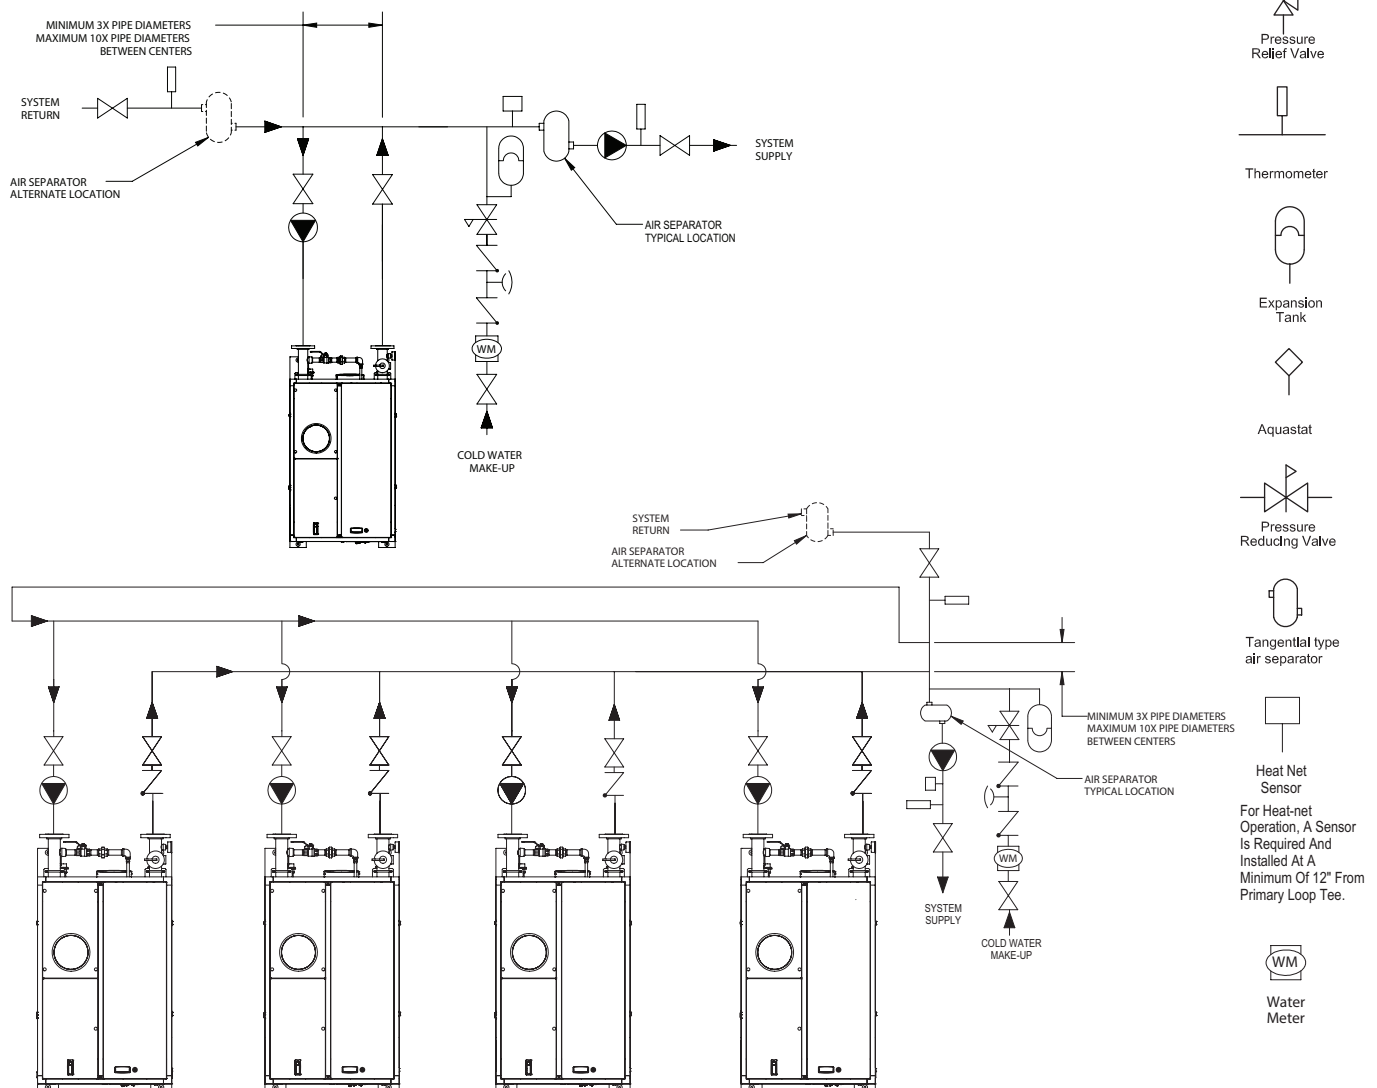 MINIMUM 3X PIPE DIAMETERS
MAXIMUM 10X PIPE DIAMETERS
BETWEEN CENTERS
SYSTEM
RETURN
AIR SEPARATOR
ALTERNATE LOCATION
SYSTEM
SUPPLY
AIR SEPARATOR
TYPICAL LOCATION
WM
COLD WATER
MAKE-UP
SYSTEM
RETURN
AIR SEPARATOR
ALTERNATE LOCATION
MINIMUM 3X PIPE DIAMETERS
MAXIMUM 10X PIPE DIAMETERS
BETWEEN CENTERS
AIR SEPARATOR
TYPICAL LOCATION
WM
SYSTEM
SUPPLY
COLD WATER
MAKE-UP
Pressure
Relief Valve
Thermometer
Expansion
Tank
Aquastat
Pressure
Reducing Valve
Tangential type
air separator
Heat Net
Sensor
For Heat-net
Operation, A Sensor
Is Required And
Installed At A
Minimum Of 12" From
Primary Loop Tee.
WM
Water
Meter